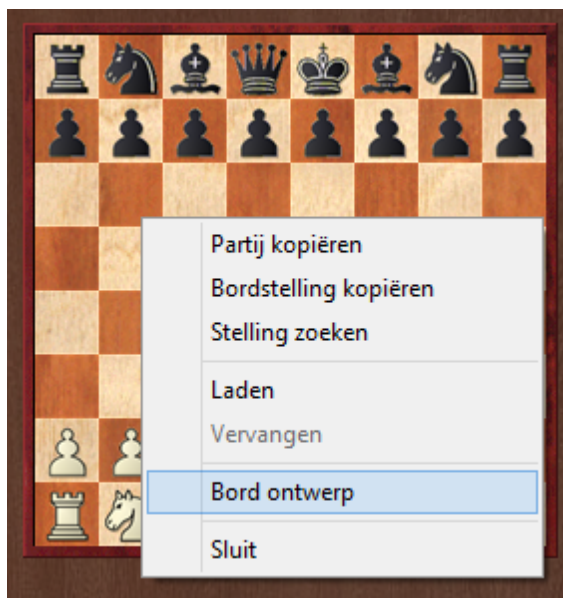 Partij kopiëren
Bordstelling kopiëren
Stelling zoeken
Laden
Vervangen
Bord ontwerp
Sluit